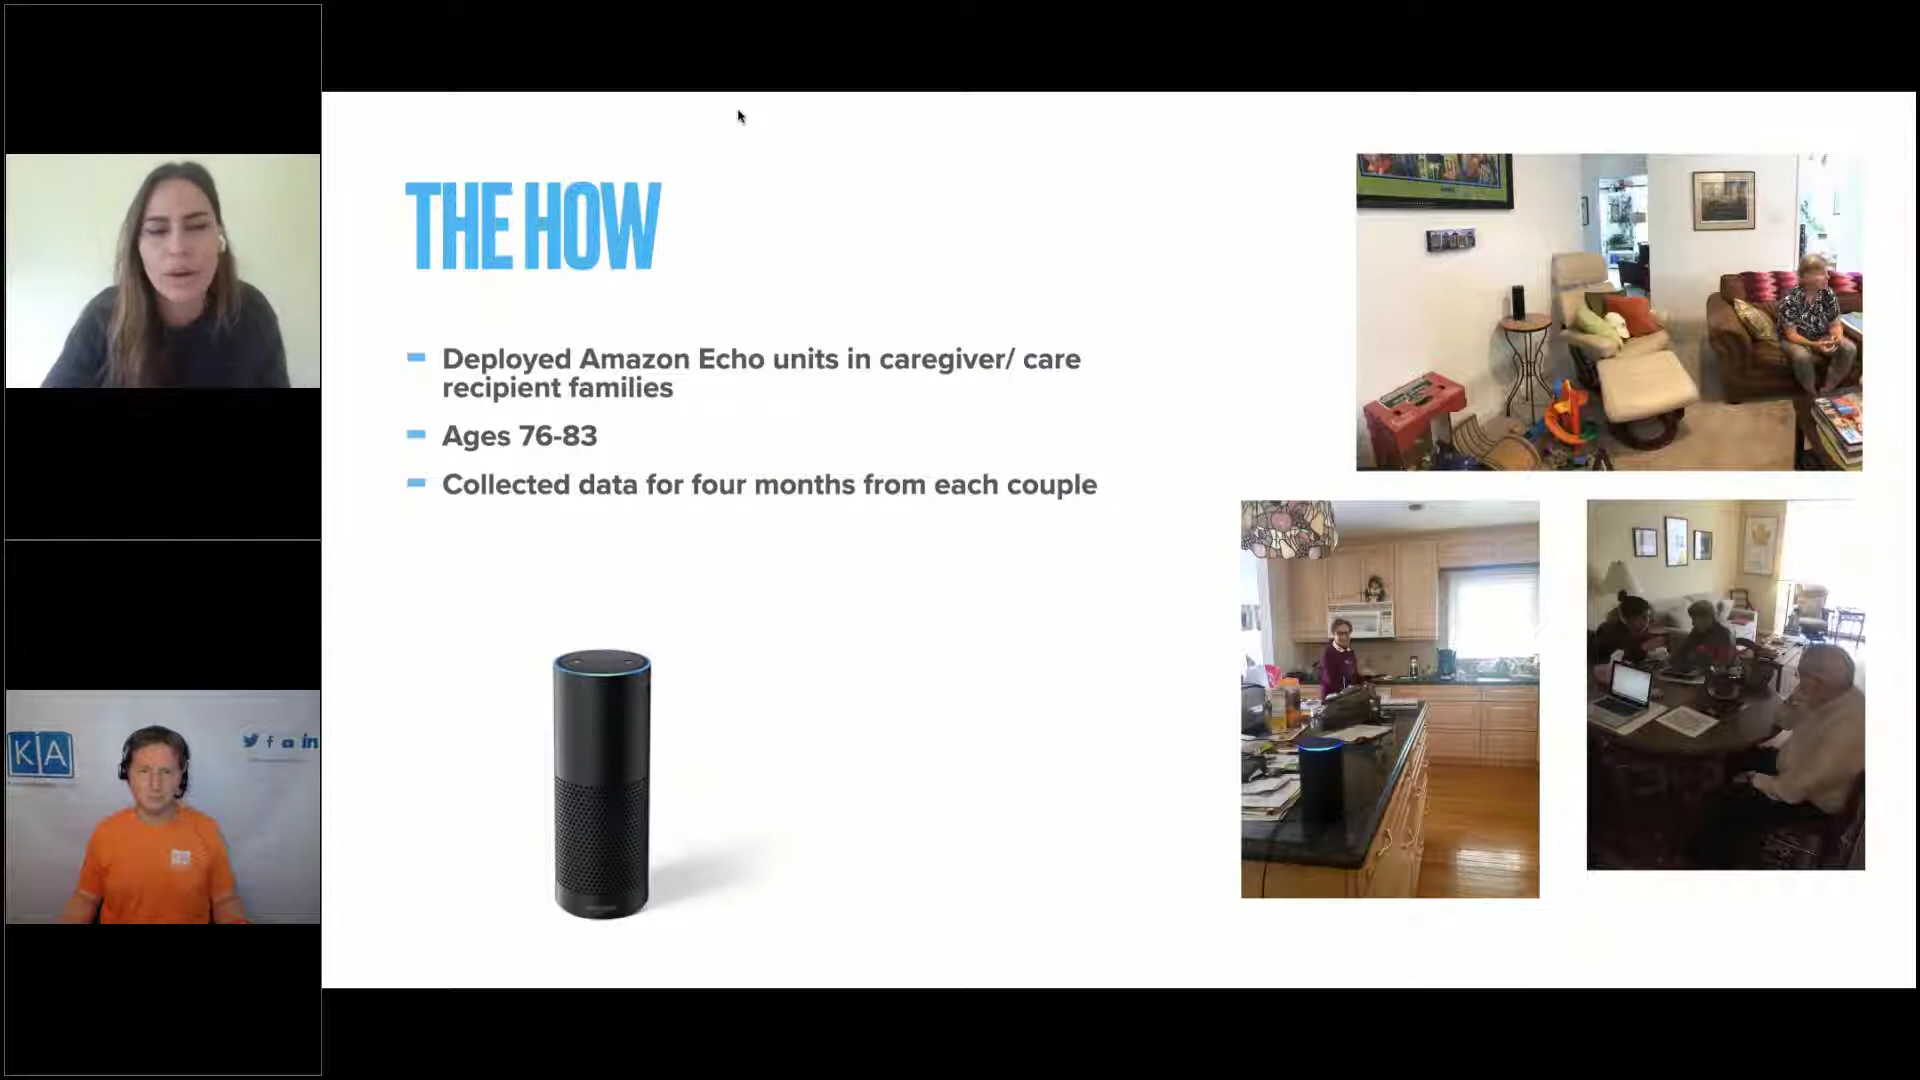 THE HOW
Deployed Amazon Echo units in caregiver/ care
recipient families
Ages 76-83
Collected data for four months from each couple
K A